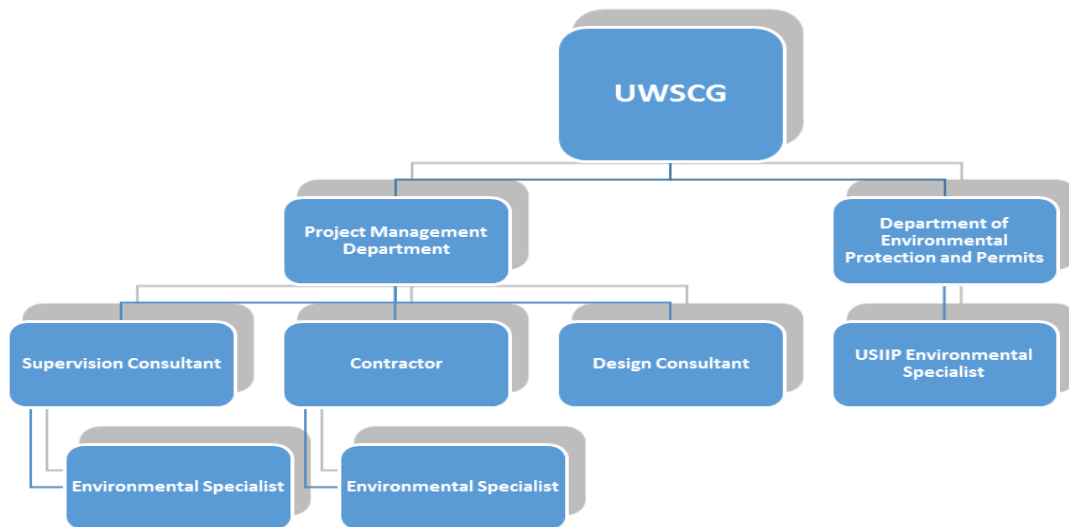 UWSCG
Project Management
Department
Department of
Environmental
Protection and Permits
Supervision Consultant
Contractor
Design Consultant
USIIP Environmental
Specialist
Environmental Specialist
Environmental Specialist